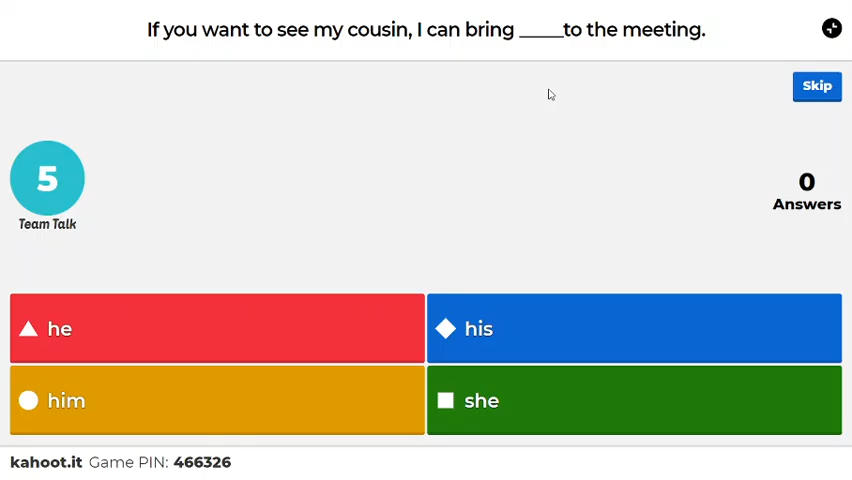 If you want to see my cousin, I can bring _____to the meeting.
Skip
5
Team Talk
0
Answers
he
his
him
she
kahoot.it Game PIN: 466326